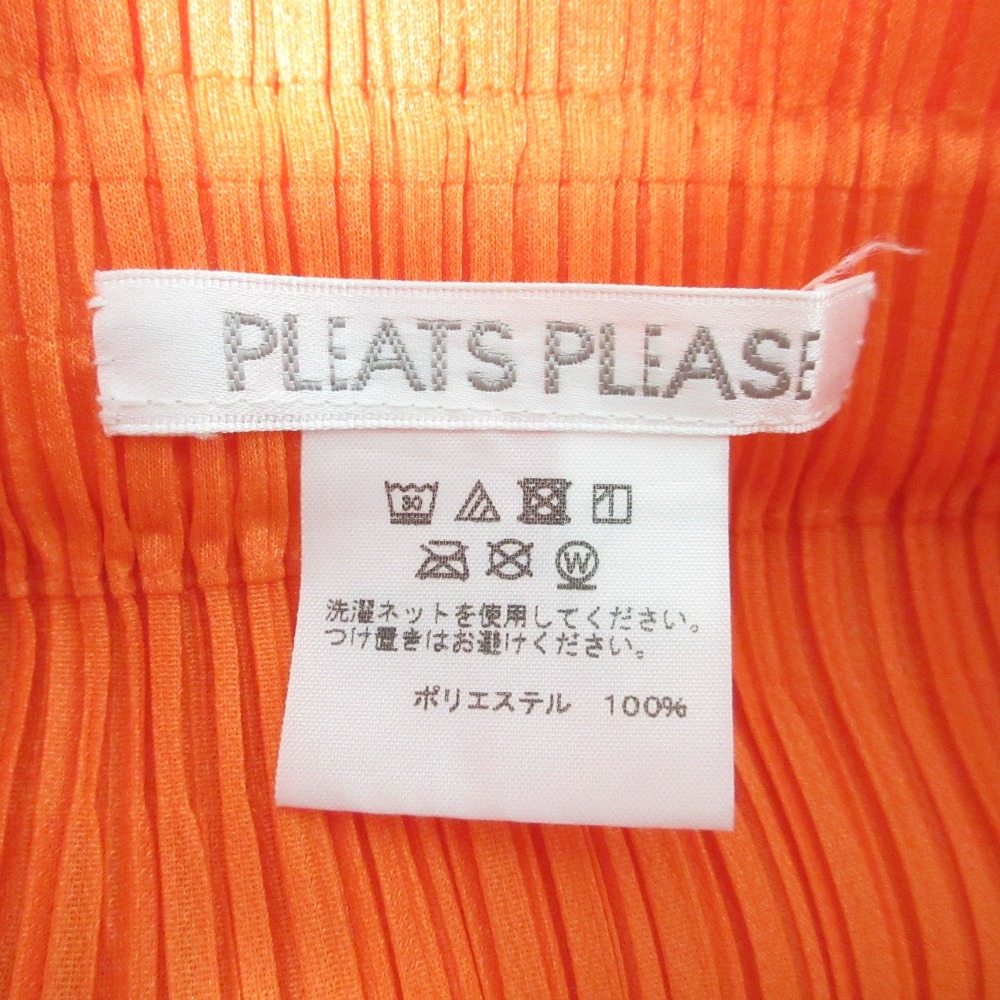 PLEATS PLEASE
30
W
洗濯ネットを使用してください。
つけ置きはお避けください。
ポリエステル 100%